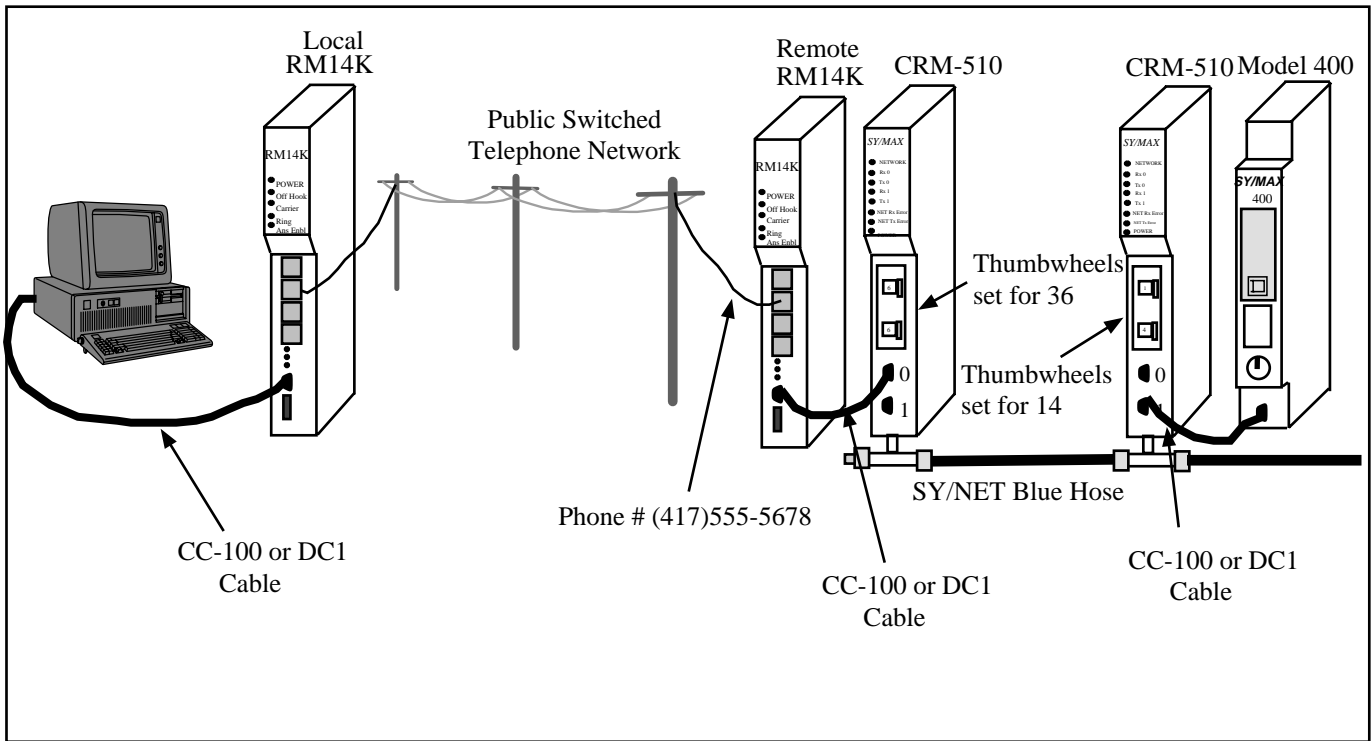 Local
RM14K
Public Switched
Telephone Network
Remote
RM14K
CRM-510
CRM-510
Model 400
RM14K
POWER
Off Hook
Carrier
Ring
Ans Enbl
RM14K
POWER
Off Hook
Carrier
Ring
Ans Enbl
SY/MAX
NETWORK
Rx 0
Tx 0
Rx 1
Tx 1
NET Rx Error
NET Tx Error
6
6
0
1
Thumbwheels
set for 36
Thumbwheels
set for 14
SY/MAX
NETWORK
Rx 0
Tx 0
Rx 1
Tx 1
NET Rx Error
NET Tx Error
POWER
1
4
0
1
SY/MAX
400
SY/NET Blue Hose
Phone # (417)555-5678
CC-100 or DC1
Cable
CC-100 or DC1
Cable
CC-100 or DC1
Cable